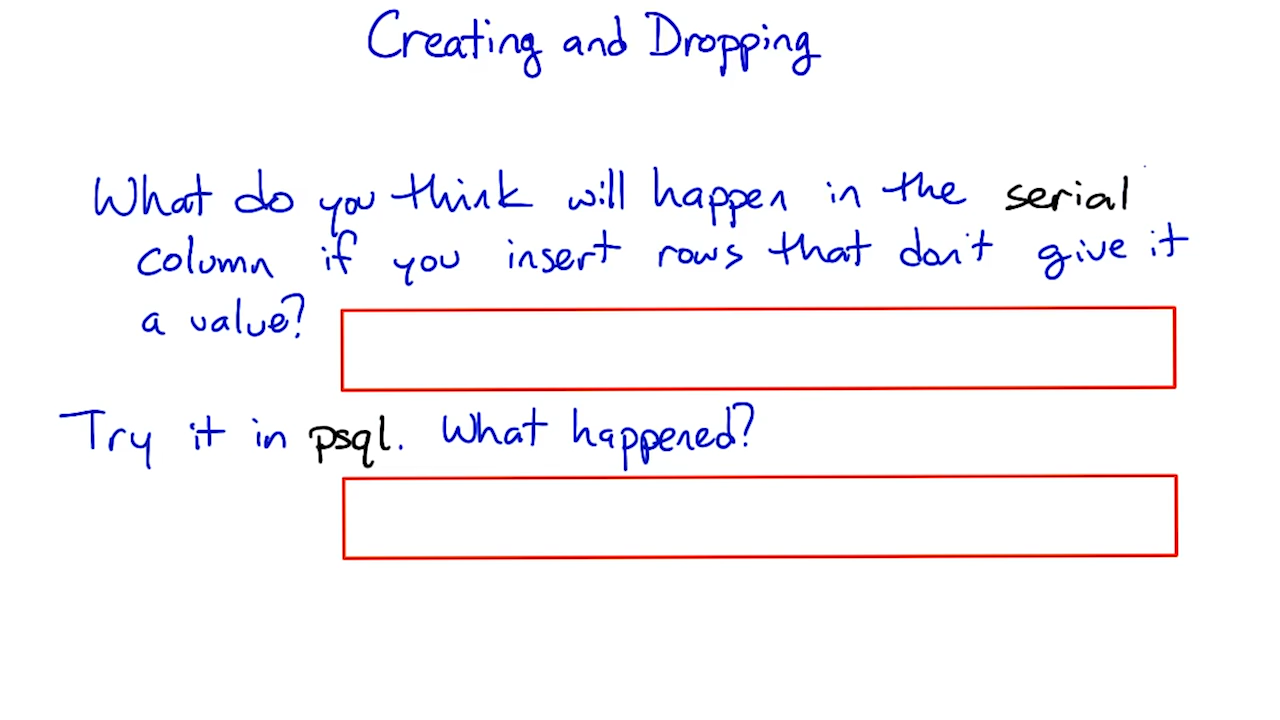 Creating and Dropping
What do you think will happen in the serial
column if you insert rows that don't give it
a value?
Try it in psql. What happened?